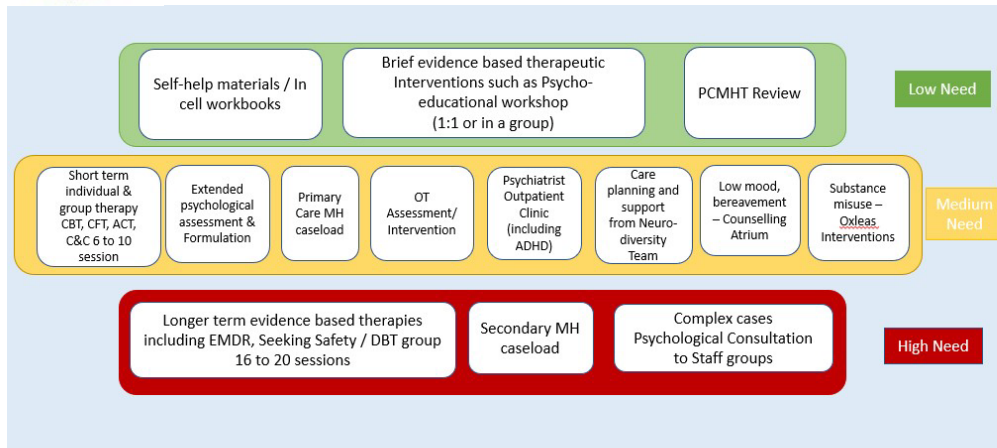 Self-help materials / In
cell workbooks
Brief evidence based therapeutic
Interventions such as Psycho-
educational workshop
(1:1 or in a group)
PCMHT Review
Low Need
Short term
individual &
group therapy
CBT, CFT, ACT,
C&C 6 to 10
session
Extended
psychological
assessment &
Formulation
Primary
Care MH
caseload
OT
Assessment/
Intervention
Psychiatrist
Outpatient
Clinic
(including
ADHD)
Care
planning and
support
from Neuro-
diversity
Team
Low mood,
bereavement
– Counselling
Atrium
Substance
misuse –
Oxleas
Interventions
Medium
Need
Longer term evidence based therapies
including EMDR, Seeking Safety / DBT group
16 to 20 sessions
Secondary MH
caseload
Complex cases
Psychological Consultation
to Staff groups
High Need